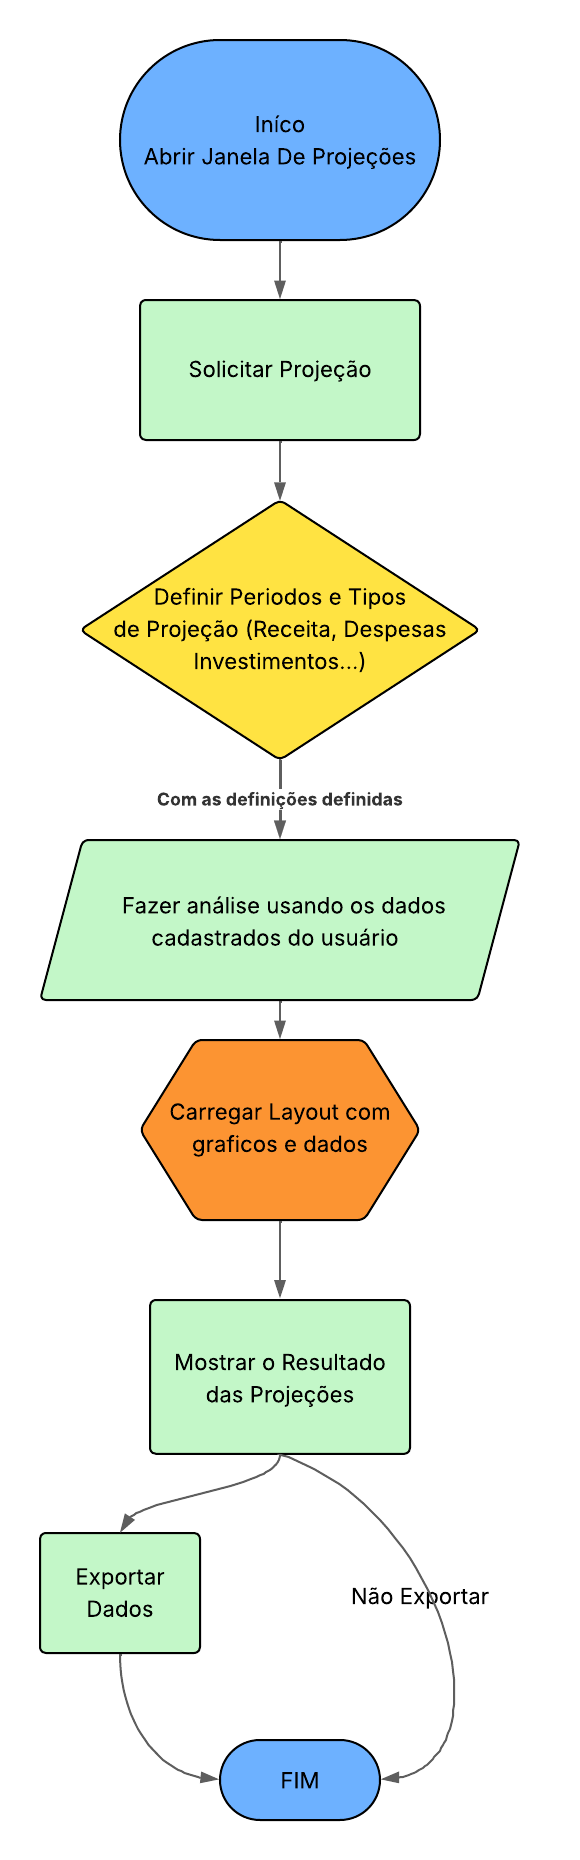 Iníco
Abrir Janela De Projeções
Solicitar Projeção
Definir Periodos e Tipos
de Projeção (Receita, Despesas
Investimentos...)
Com as definições definidas
Fazer análise usando os dados
cadastrados do usuário
Carregar Layout com
graficos e dados
Mostrar o Resultado
das Projeções
Exportar
Dados
Não Exportar
FIM